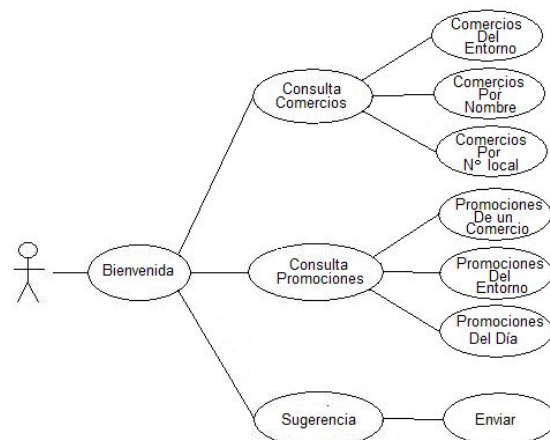 Comercios
Del
Entorno
Consulta
Comercios
Comercios
Por
Nombre
Comercios
Por
N° local
Promociones
De un
Comercio
Bienvenida
Consulta
Promociones
Promociones
Del
Entorno
Promociones
Del Día
Sugerencia
Enviar